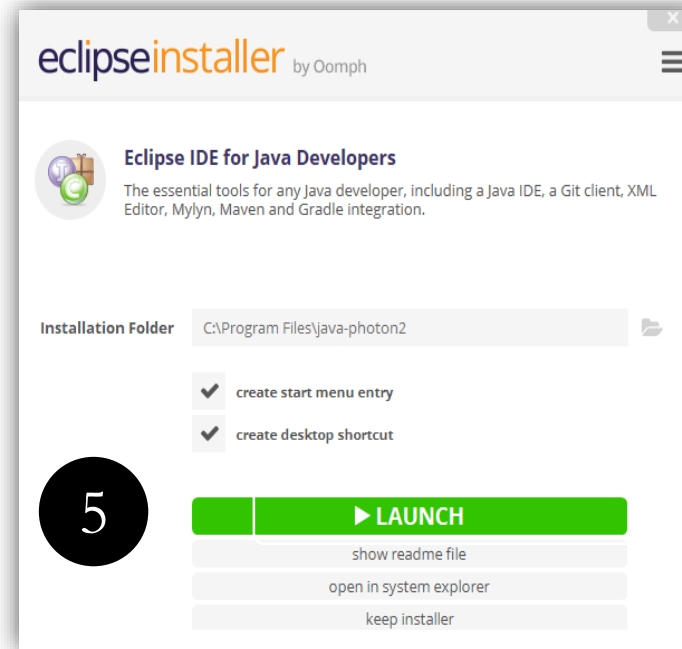 eclipseinstaller by Oomph
Eclipse IDE for Java Developers
The essential tools for any Java developer, including a Java IDE, a Git client, XML
Editor, Mylyn, Maven and Gradle integration.
Installation Folder C:\Program Files\java-photon2
create start menu entry
create desktop shortcut
5
LAUNCH
show readme file
open in system explorer
keep installer